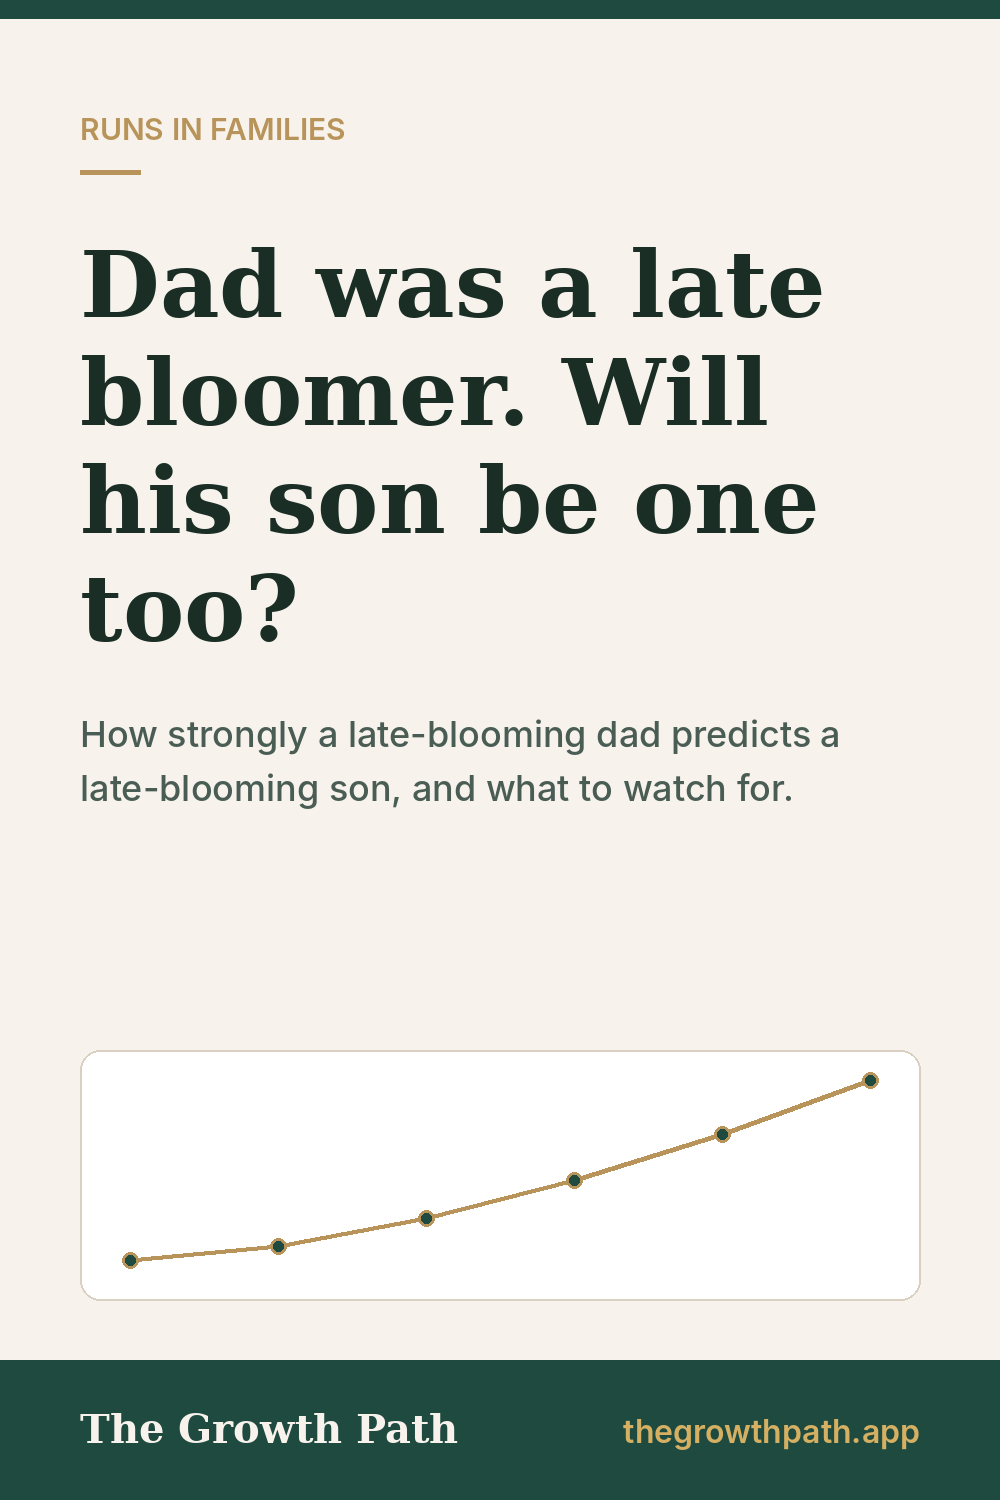 RUNS IN FAMILIES
Dad was a late
bloomer. Will
his son be one
too?
How strongly a late-blooming dad predicts a
late-blooming son, and what to watch for.
The Growth Path
thegrowthpath.app